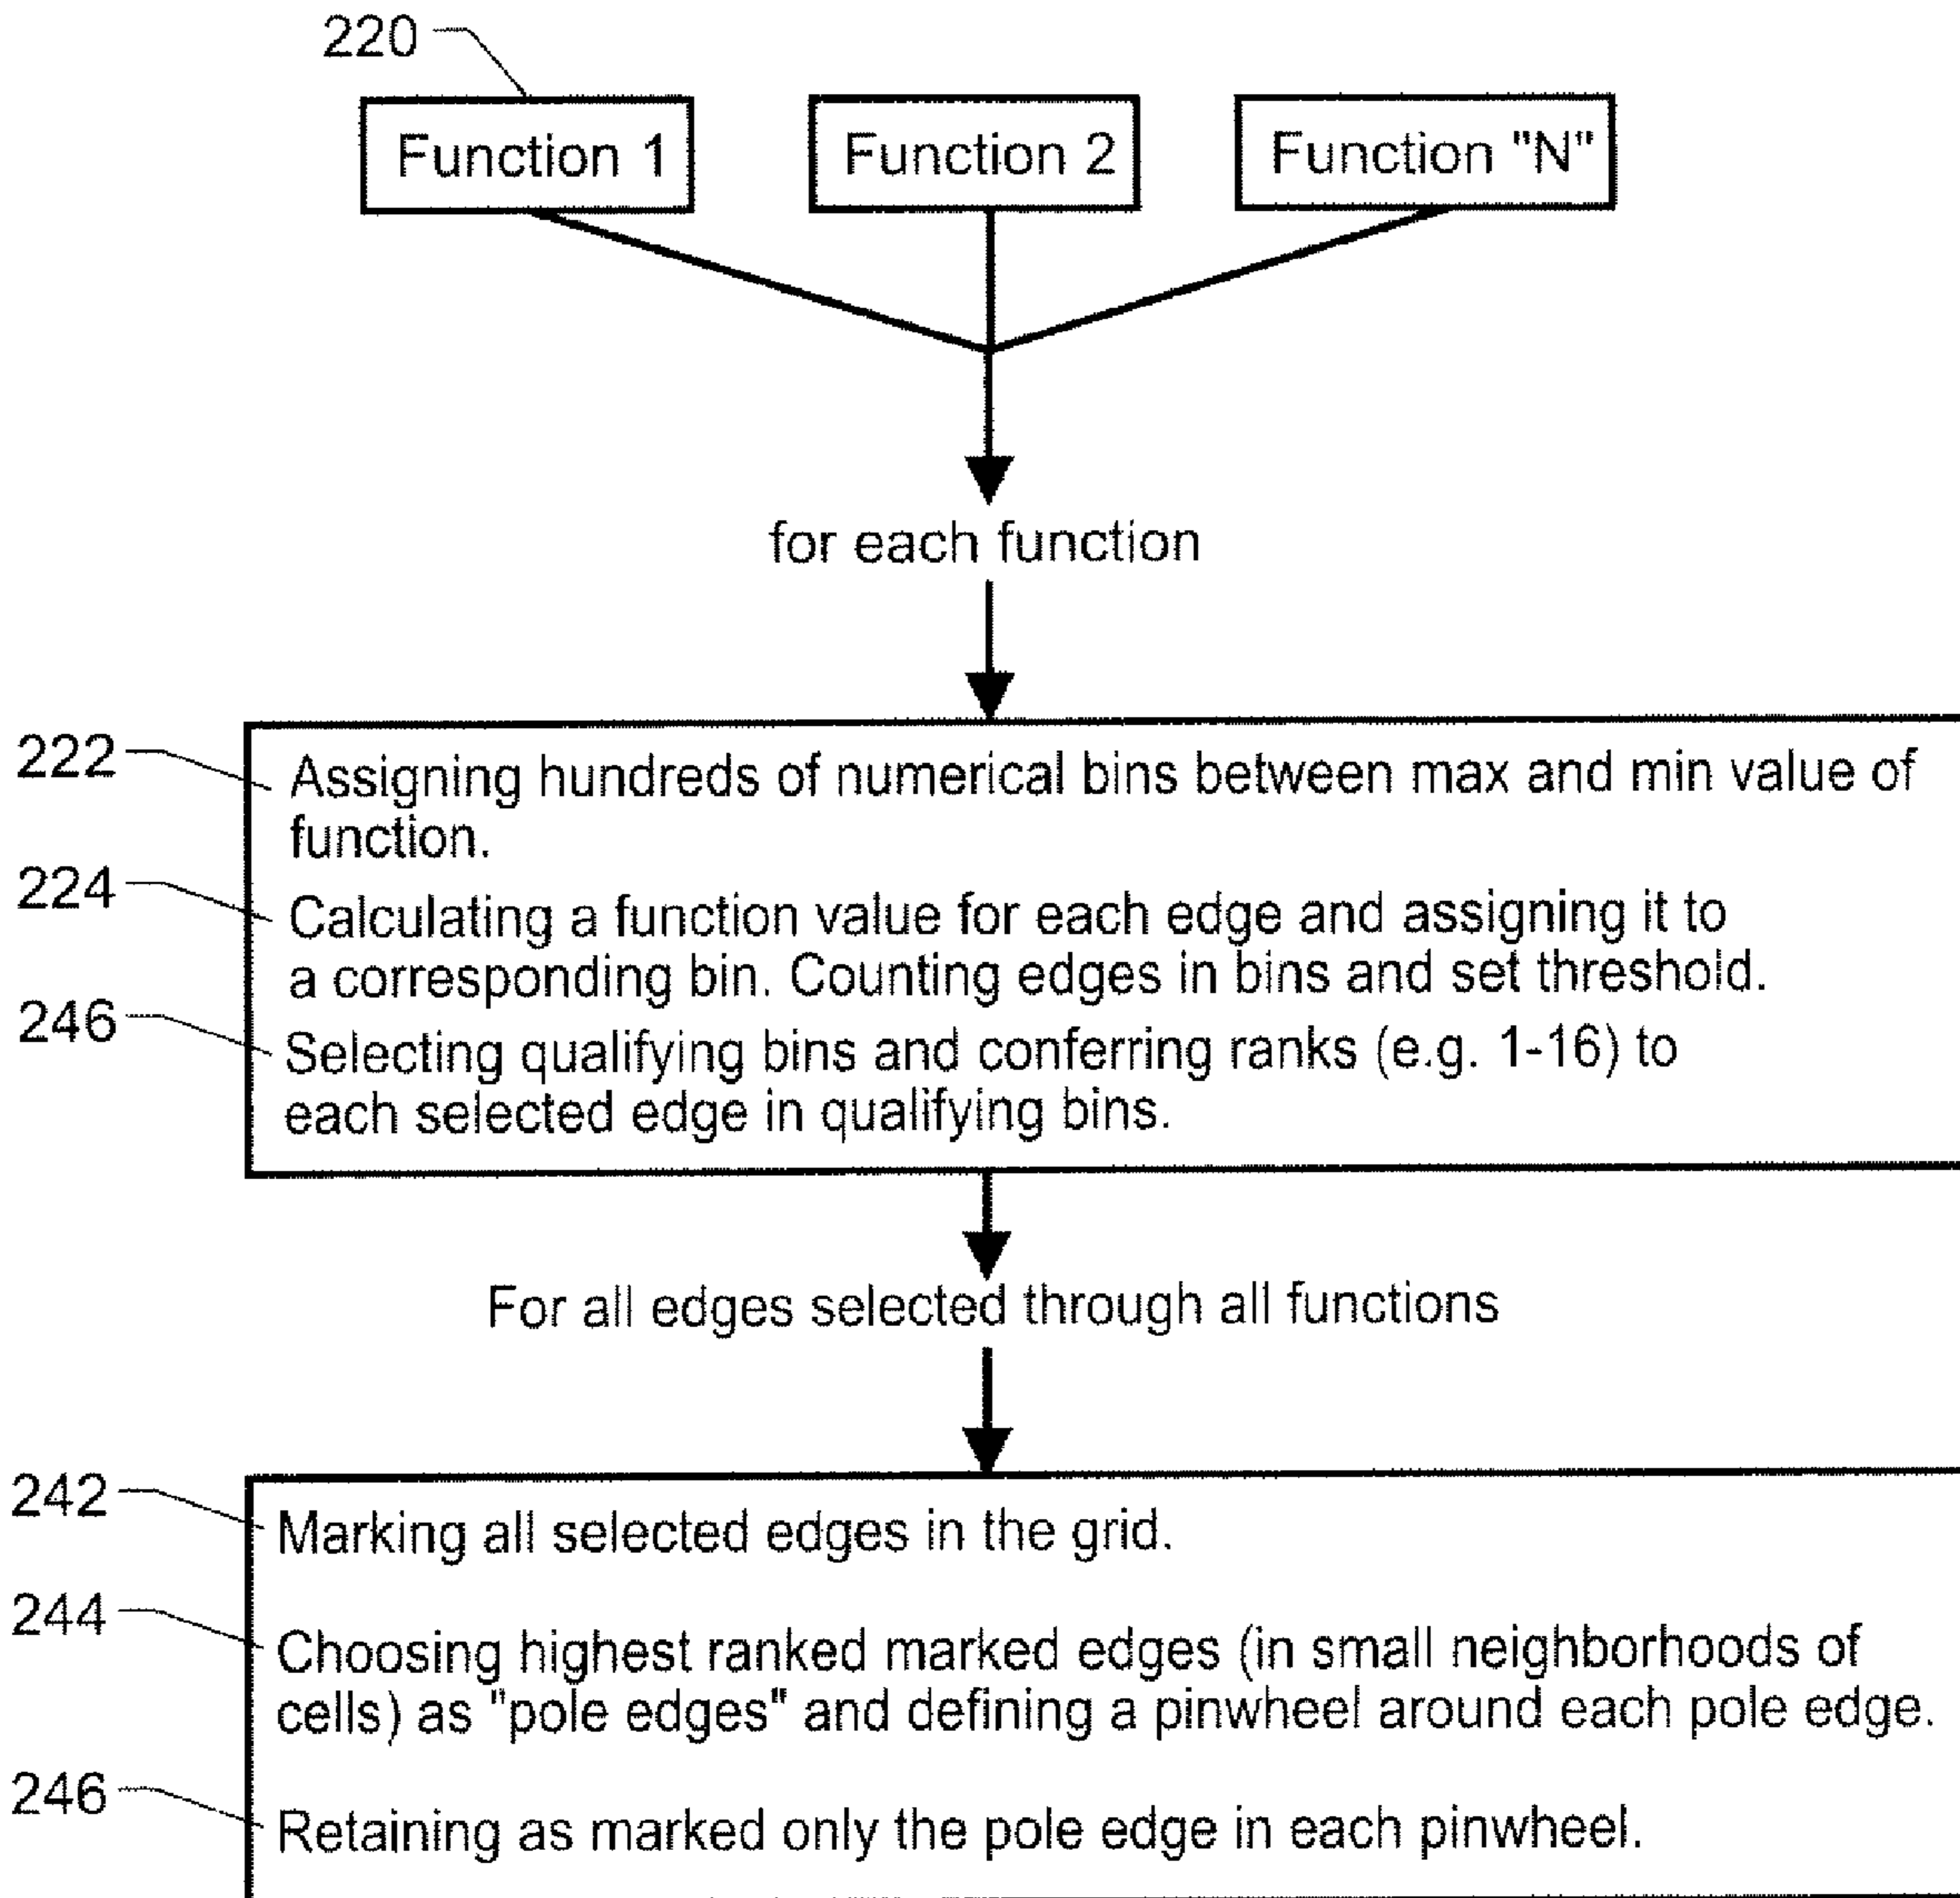 220
Function 1
Function 2
Function "N"
for each function
222
Assigning hundreds of numerical bins between max and min value of
function.
224
Calculating a function value for each edge and assigning it to
a corresponding bin. Counting edges in bins and set threshold.
246
Selecting qualifying bins and conferring ranks (e.g. 1-16) to
each selected edge in qualifying bins.
For all edges selected through all functions
242
Marking all selected edges in the grid.
244
Choosing highest ranked marked edges (in small neighborhoods of
cells) as "pole edges" and defining a pinwheel around each pole edge.
246
Retaining as marked only the pole edge in each pinwheel.